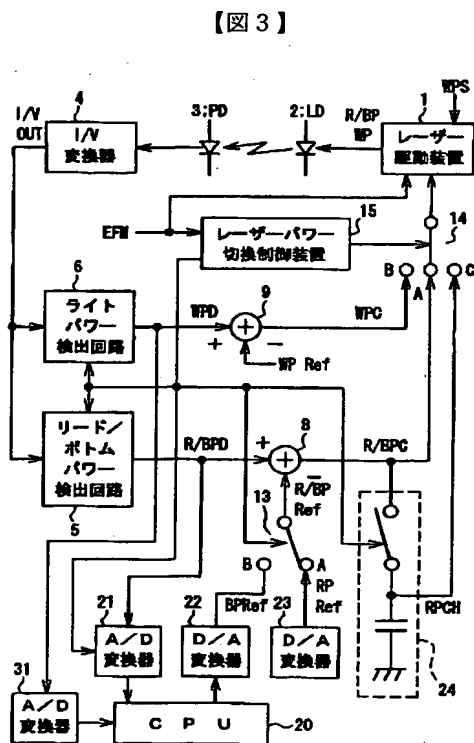 【図3】
WPS
I/V
OUT
4
I/V
変換器
3:PD
2:LD
R/BP
WP
1
レーザー
駆動装置
EFM
15
レーザーパワー
切換制御装置
14
B
A
C
6
ライト
パワー
検出回路
WPD
+
9
-
WP Ref
WPC
リード/
ボトム
パワー
検出回路
5
R/BPD
+
8
-
R/BP
Ref
R/BPC
13
B
A
BPRef
RP
Ref
RPCH
24
21
A/D
変換器
22
D/A
変換器
23
D/A
変換器
31
A/D
変換器
CPU
20